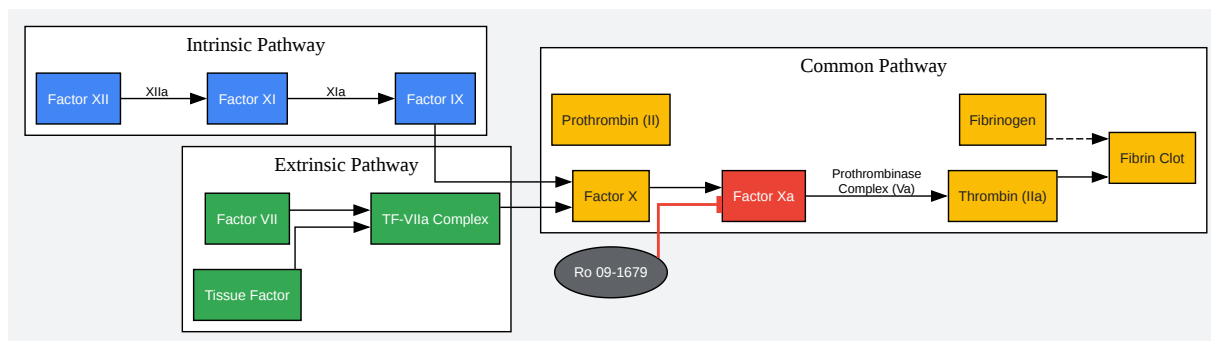 Intrinsic Pathway
Factor XII
XIIa
Factor XI
XIa
Factor IX
Extrinsic Pathway
Factor VII
TF-VIIa Complex
Tissue Factor
Common Pathway
Prothrombin (II)
Fibrinogen
Fibrin Clot
Factor X
Factor Xa
Prothrombinase
Complex (Va)
Thrombin (IIa)
Ro 09-1679